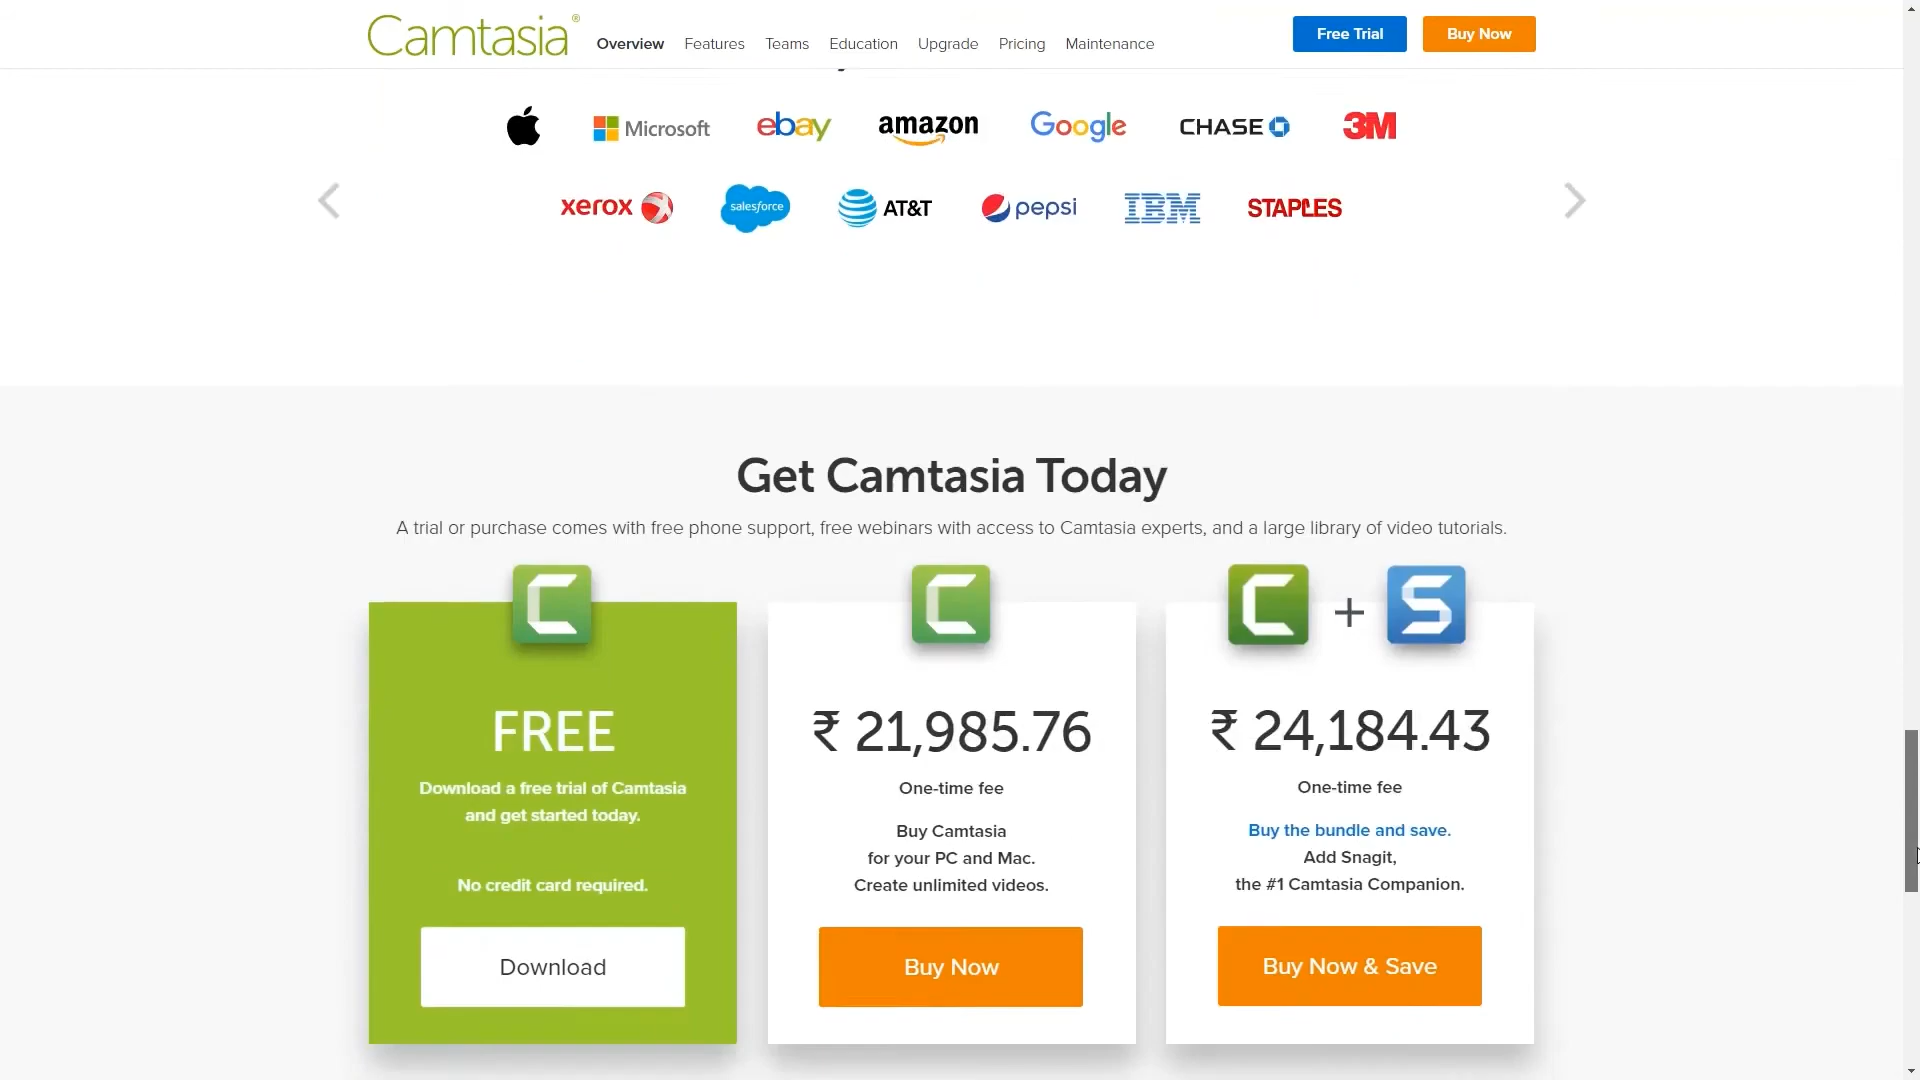 Camtasia®
Overview Features Teams Education Upgrade Pricing Maintenance
Free Trial
Buy Now
Microsoft
ebay
amazon
Google
CHASE
3M
xerox
salesforce
AT&T
pepsi
IBM
STAPLES
Get Camtasia Today
A trial or purchase comes with free phone support, free webinars with access to Camtasia experts, and a large library of video tutorials.
FREE
Download a free trial of Camtasia
and get started today.
No credit card required.
Download
₹ 21,985.76
One-time fee
Buy Camtasia
for your PC and Mac.
Create unlimited videos.
Buy Now
+
₹ 24,184.43
One-time fee
Buy the bundle and save.
Add Snagit,
the #1 Camtasia Companion.
Buy Now & Save